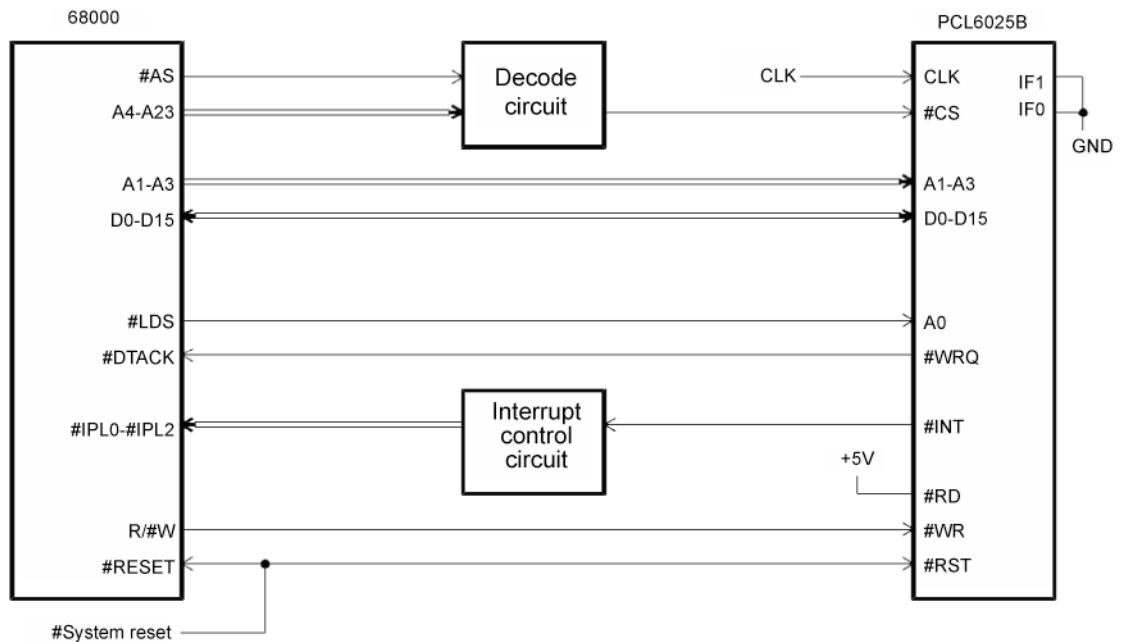 68000
PCL6025B
#AS
Decode
circuit
CLK
CLK
IF1
A4-A23
#CS
IF0
GND
A1-A3
A1-A3
D0-D15
D0-D15
#LDS
A0
#DTACK
#WRQ
#IPL0-#IPL2
Interrupt
control
circuit
#INT
+5V
#RD
R/#W
#WR
#RESET
#RST
#System reset